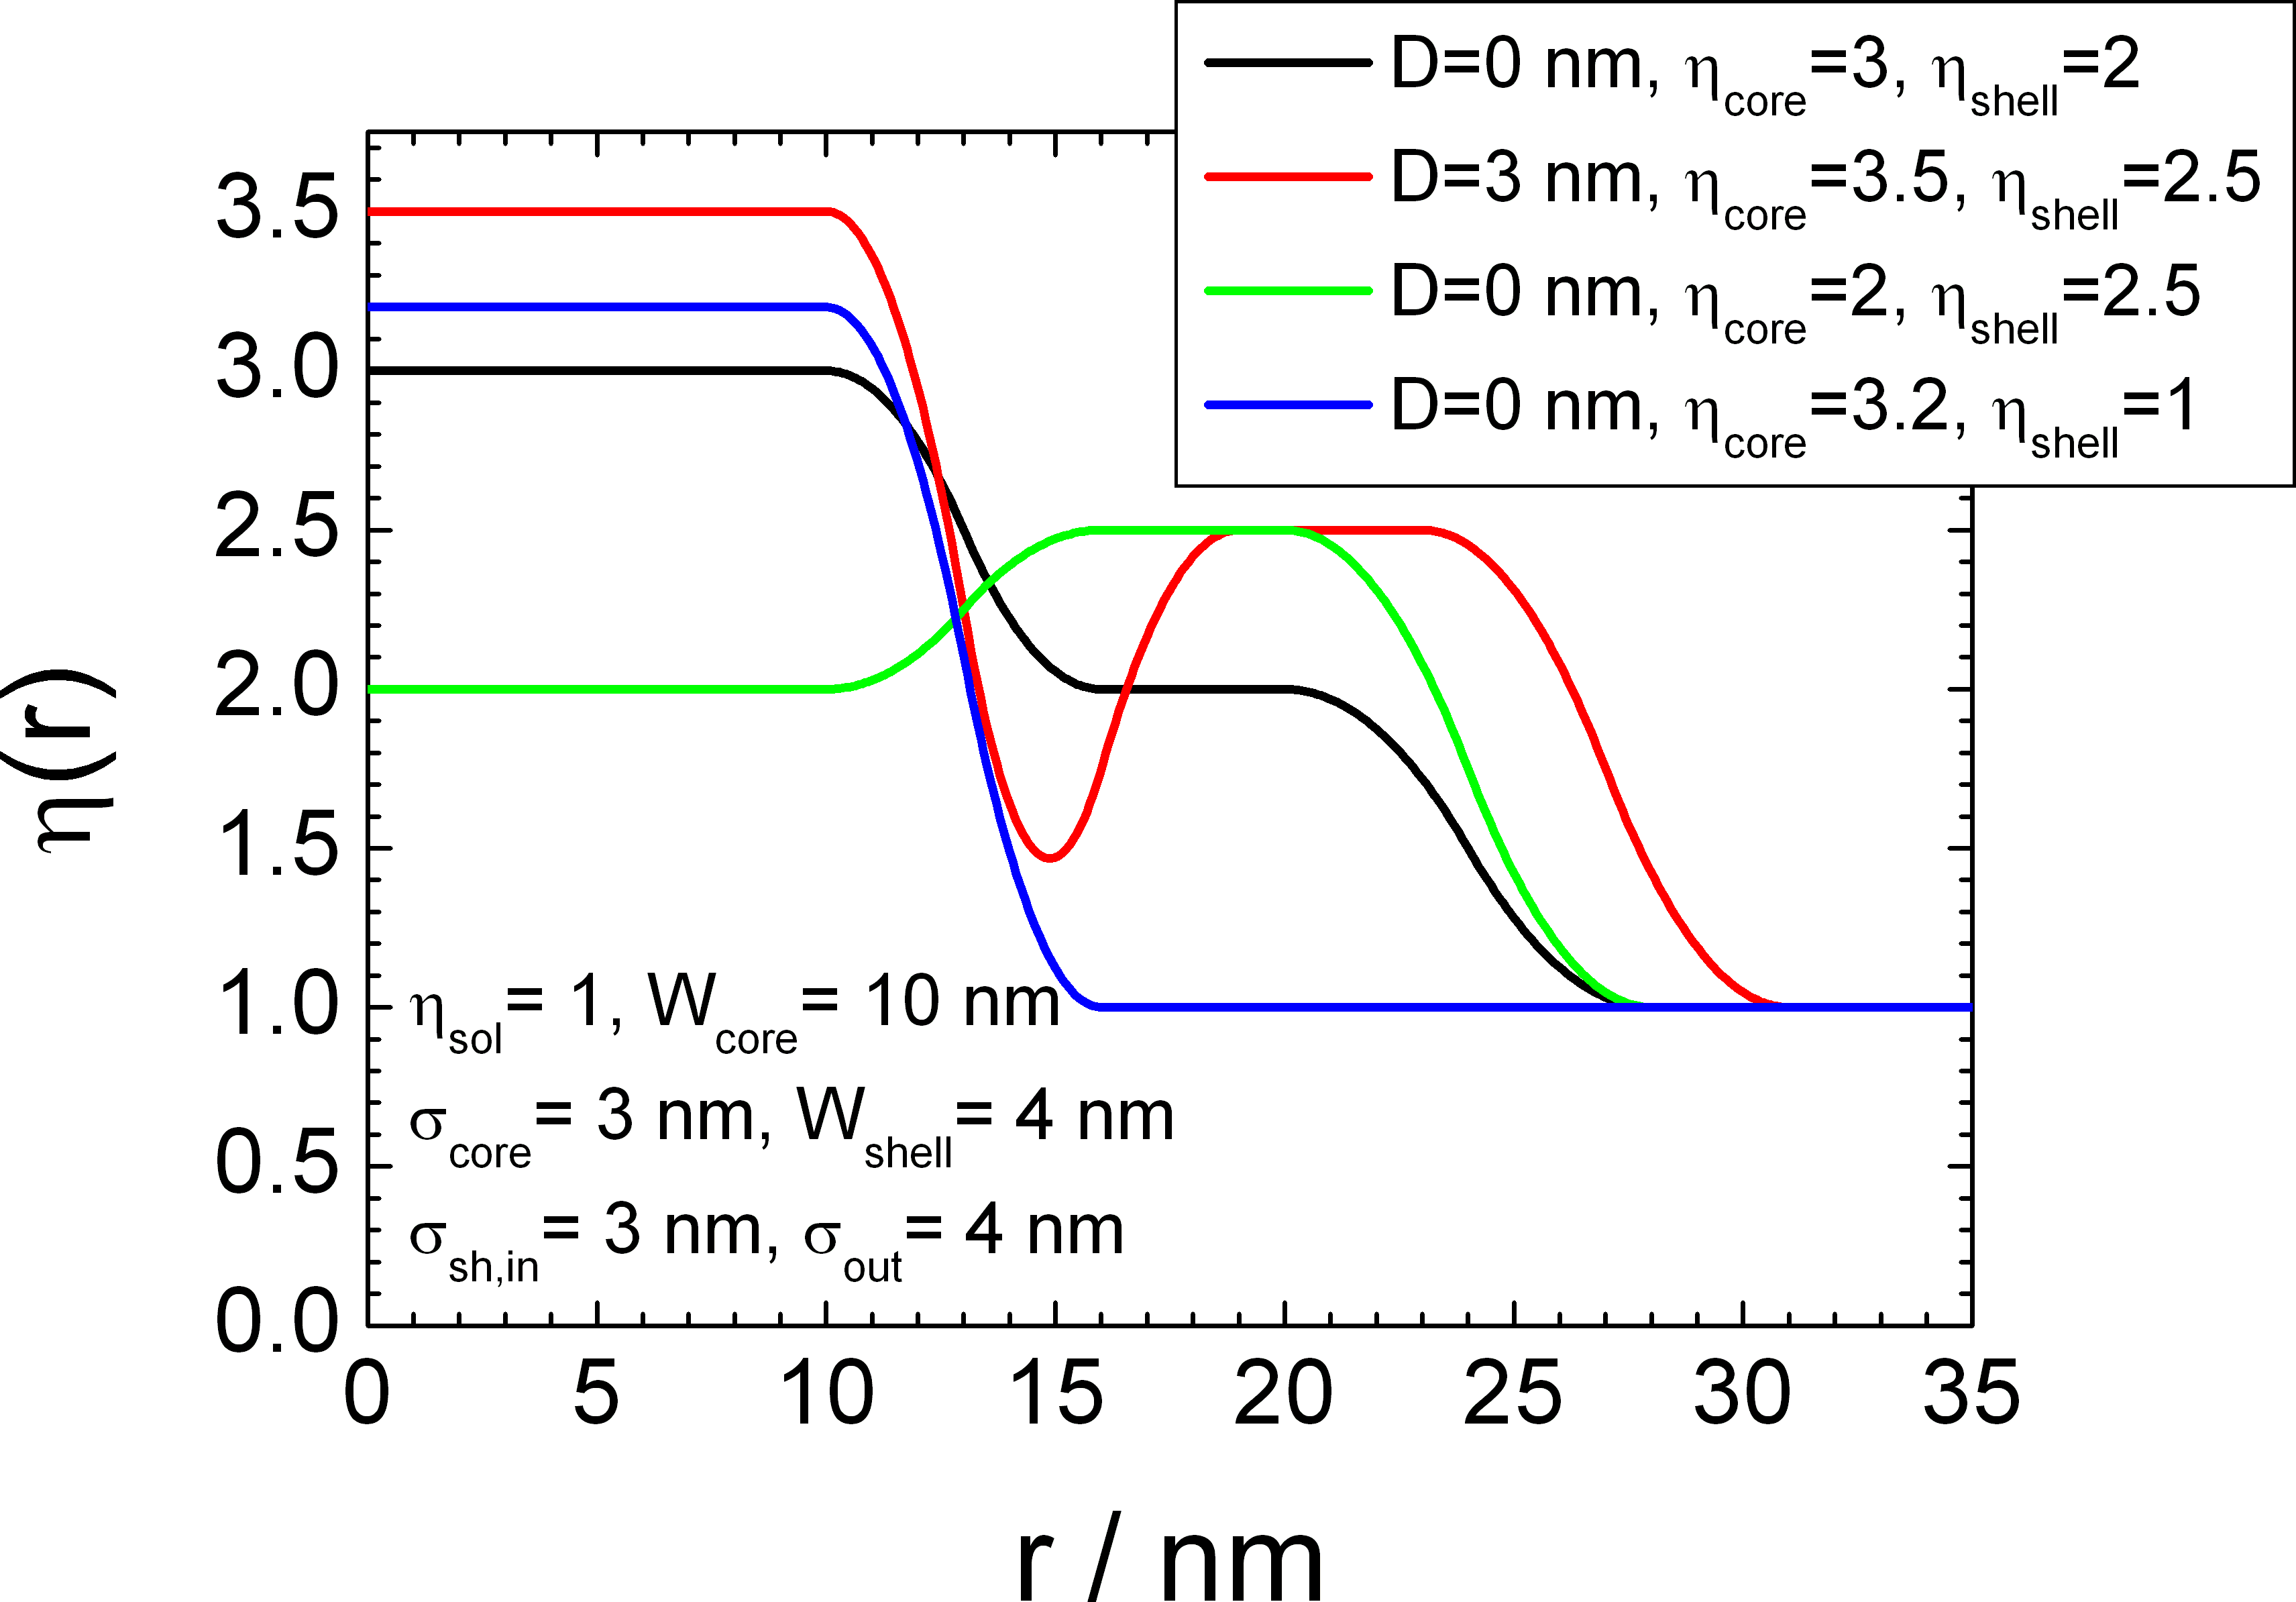 D=0 nm, ηcore=3, ηshell=2
D=3 nm, ηcore=3.5, ηshell=2.5
D=0 nm, ηcore=2, ηshell=2.5
D=0 nm, ηcore=3.2, ηshell=1
3.5
3.0
2.5
2.0
1.5
1.0
0.5
0.0
η(r)
ηsol= 1, Wcore= 10 nm
σcore= 3 nm, Wshell= 4 nm
σsh,in= 3 nm, σout= 4 nm
0 5 10 15 20 25 30 35
r / nm